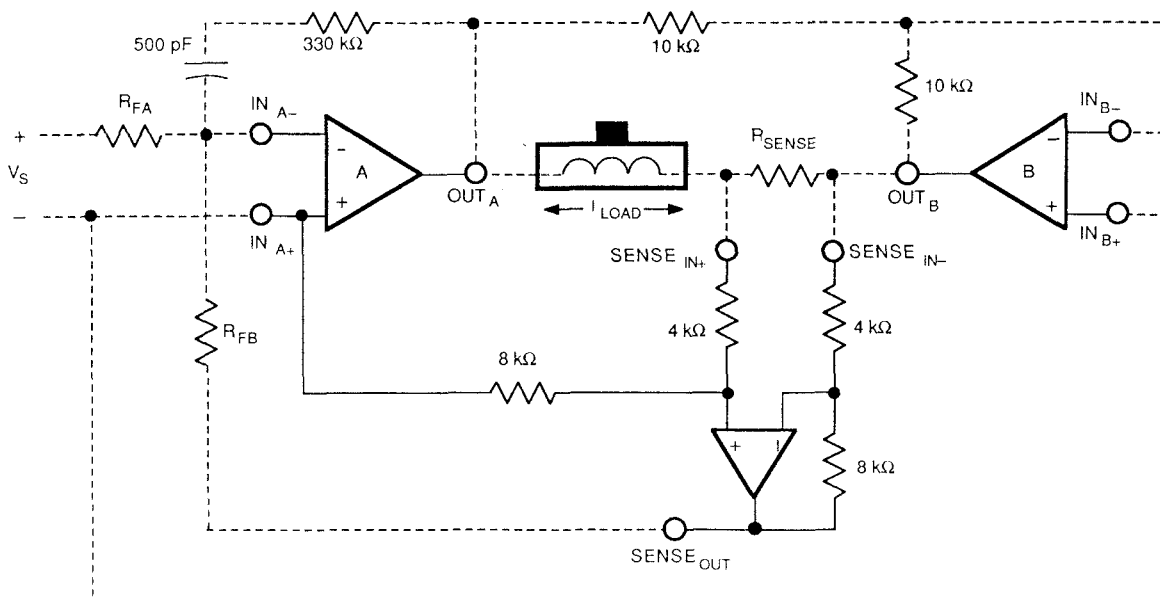 330 kΩ
10 kΩ
500 pF
10 kΩ
R_FA
IN_A−
IN_B−
+
−
A
R_SENSE
−
B
V_S
+
OUT_A
OUT_B
+
−
I_LOAD
IN_A+
IN_B+
SENSE_IN+
SENSE_IN−
R_FB
4 kΩ
4 kΩ
8 kΩ
+
−
8 kΩ
SENSE_OUT